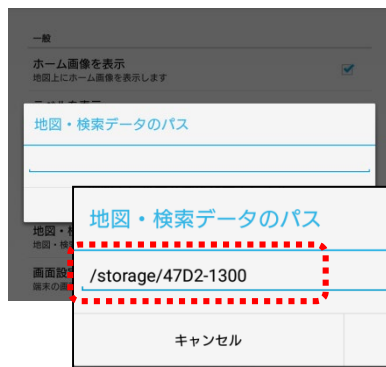 一般
ホーム画像を表示
地図上にホーム画像を表示します
地図・検索データのパス
地図・検
地図・検
画面設
端末の画
地図・検索データのパス
/storage/47D2-1300
キャンセル